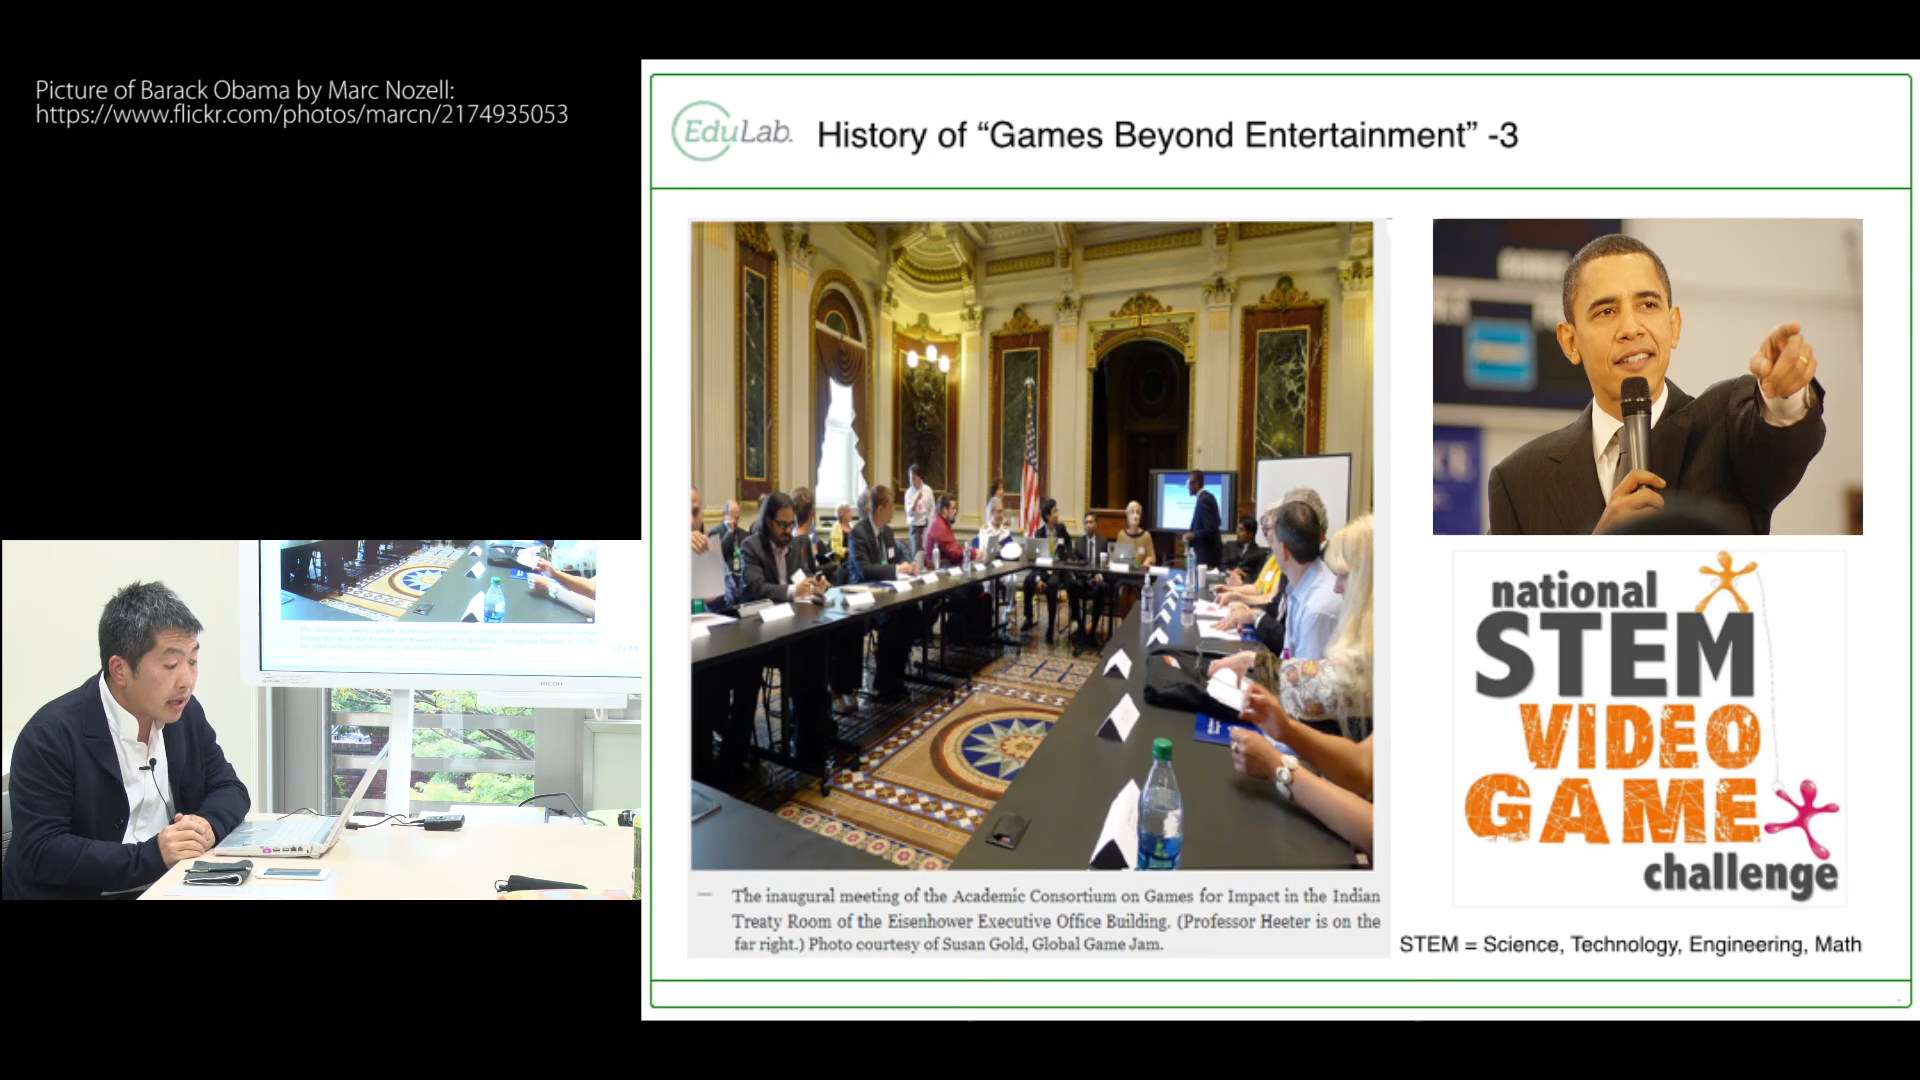 Picture of Barack Obama by Marc Nozell:
https://www.flickr.com/photos/marcn/2174935053
EduLab.
History of “Games Beyond Entertainment” -3
national
STEM
VIDEO
GAME
challenge
The inaugural meeting of the Academic Consortium on Games for Impact in the Indian
Treaty Room of the Eisenhower Executive Office Building. (Professor Heeter is on the
far right.) Photo courtesy of Susan Gold, Global Game Jam.
STEM = Science, Technology, Engineering, Math
RICOH
STEM